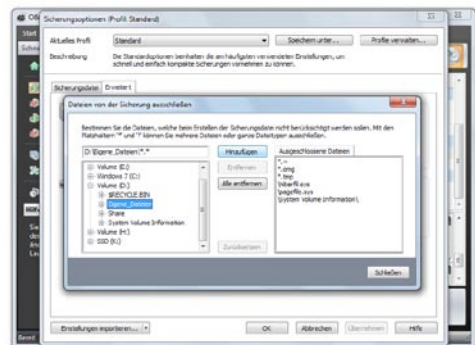 Sicherungsoptionen (Profil: Standard)
Aktuelles Profil
Standard
Speichern unter...
Profile verwalten...
Beschreibung
Die Standardoptionen beinhalten die am häufigsten verwendeten Einstellungen, um
schnell und einfach kompakte Sicherungen vornehmen zu können.
Sicherungsdatei
Erweitert
Dateien von der Sicherung ausschließen
Bestimmen Sie die Dateien, welche beim Erstellen der Sicherungsdatei nicht berücksichtigt werden sollen. Mit den
Platzhaltern '*' und '?' können Sie mehrere Dateien oder ganze Dateitypen ausschließen.
D:\Eigene_Dateien\*.*
Hinzufügen
Ausgeschlossene Dateien
Volume (E:)
Windows 7 (C:)
Volume (D:)
$RECYCLE.BIN
Eigene_Dateien
Share
System Volume Information
Volume (H:)
SSD (K:)
Entfernen
Alle entfernen
Zurücksetzen
*.~
*.dmg
*.tmp
\hiberfil.sys
\pagefile.sys
\System Volume Information\
Schließen
Einstellungen importieren...
OK
Abbrechen
Übernehmen
Hilfe
Start
Bereit